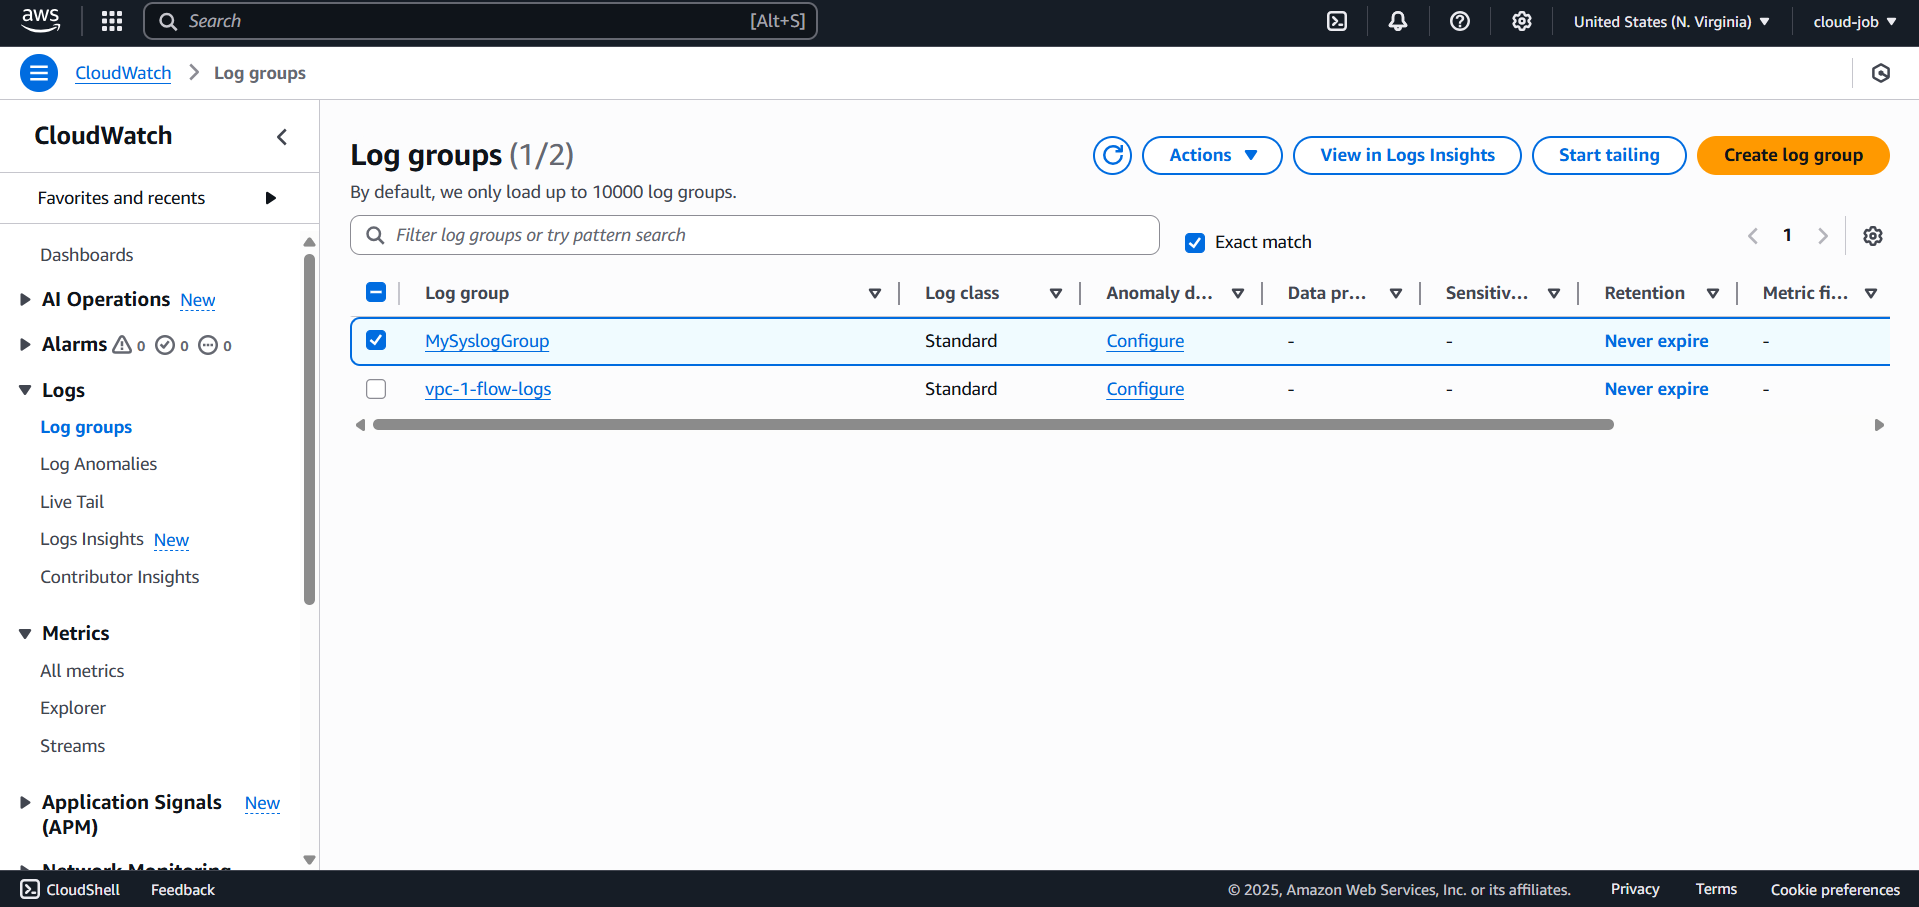 aws Search [Alt+S] United States (N. Virginia) cloud-job
CloudWatch Log groups
CloudWatch
Favorites and recents
Dashboards
AI Operations New
Alarms 0 0 0
Logs
Log groups
Log Anomalies
Live Tail
Logs Insights New
Contributor Insights
Metrics
All metrics
Explorer
Streams
Application Signals New
(APM)
Network Monitoring
Log groups (1/2)
Actions View in Logs Insights Start tailing Create log group
By default, we only load up to 10000 log groups.
Filter log groups or try pattern search Exact match 1
Log group Log class Anomaly d... Data pr... Sensitiv... Retention Metric fi...
MySyslogGroup Standard Configure - - Never expire -
vpc-1-flow-logs Standard Configure - - Never expire -
CloudShell Feedback © 2025, Amazon Web Services, Inc. or its affiliates. Privacy Terms Cookie preferences